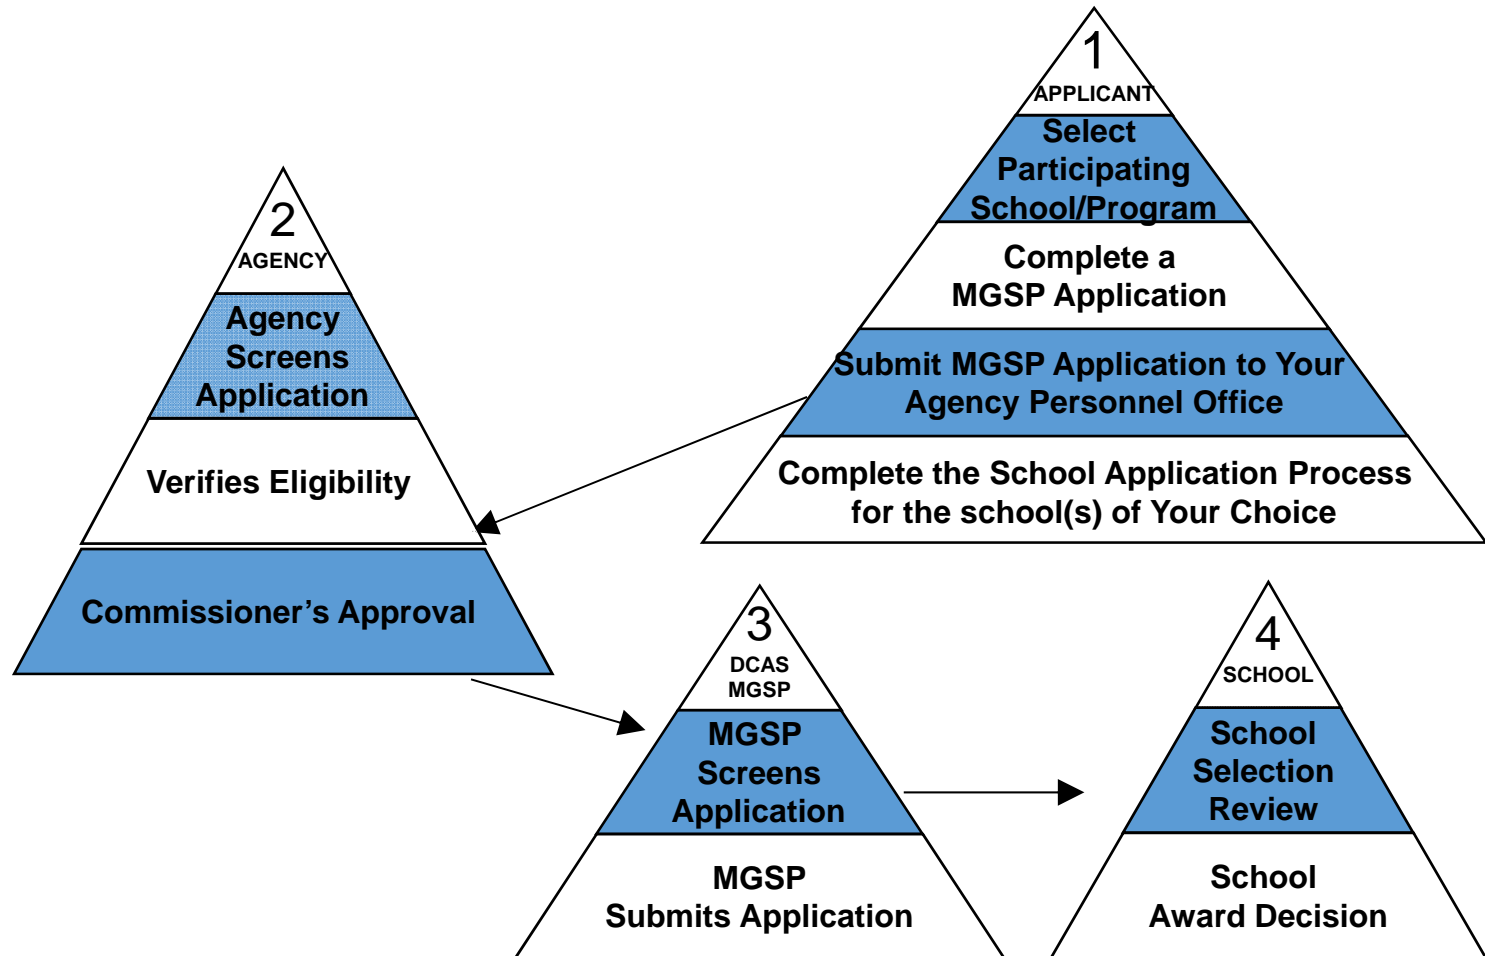 1
APPLICANT
Select
Participating
School/Program
Complete a
MGSP Application
Submit MGSP Application to Your
Agency Personnel Office
Complete the School Application Process
for the school(s) of Your Choice
2
AGENCY
Agency
Screens
Application
Verifies Eligibility
Commissioner’s Approval
3
DCAS
MGSP
MGSP
Screens
Application
MGSP
Submits Application
4
SCHOOL
School
Selection
Review
School
Award Decision